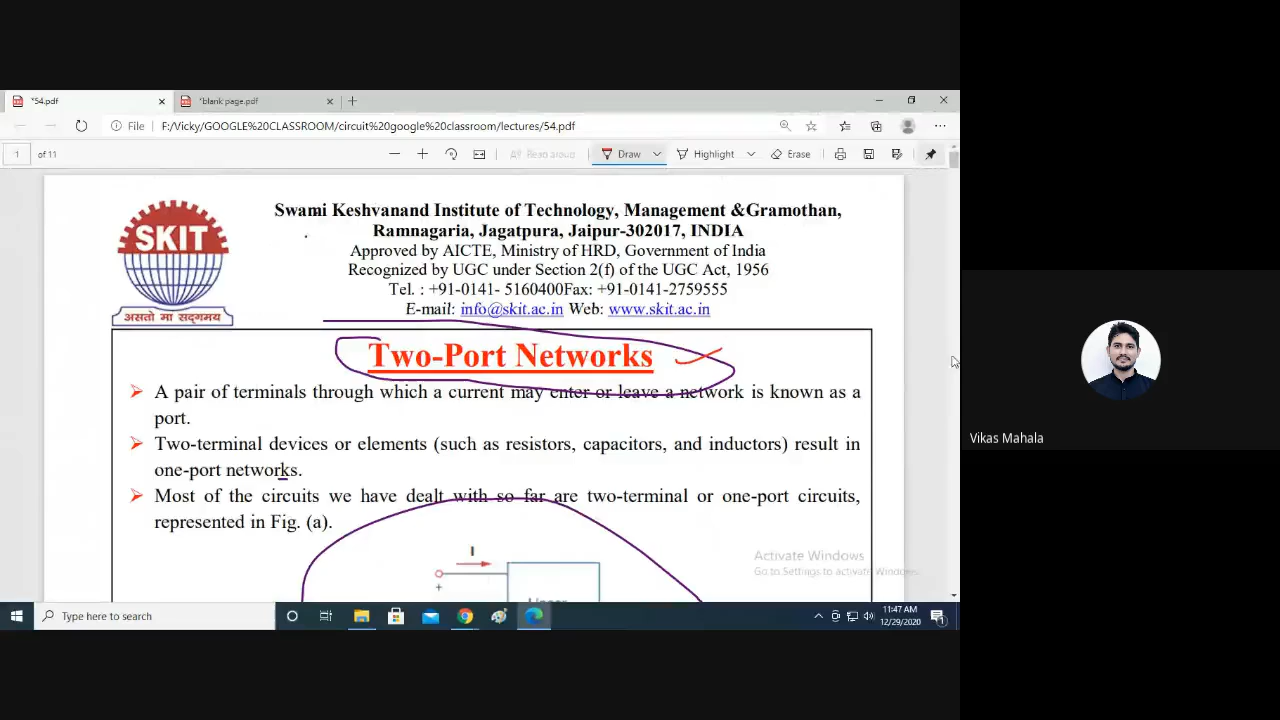 *54.pdf
*blank page.pdf
File
F:/Vicky/GOOGLE%20CLASSROOM/circuit%20google%20classroom/lectures/54.pdf
1 of 11
Read aloud
Draw
Highlight
Erase
SKIT
असतो मा सद्गमय
Swami Keshvanand Institute of Technology, Management &Gramothan,
Ramnagaria, Jagatpura, Jaipur-302017, INDIA
Approved by AICTE, Ministry of HRD, Government of India
Recognized by UGC under Section 2(f) of the UGC Act, 1956
Tel. : +91-0141- 5160400Fax: +91-0141-2759555
E-mail: info@skit.ac.in Web: www.skit.ac.in
Two-Port Networks
A pair of terminals through which a current may enter or leave a network is known as a
port.
Two-terminal devices or elements (such as resistors, capacitors, and inductors) result in
one-port networks.
Most of the circuits we have dealt with so far are two-terminal or one-port circuits,
represented in Fig. (a).
I
+
Activate Windows
Go to Settings to activate Windows.
Type here to search
11:47 AM
12/29/2020
1
Vikas Mahala